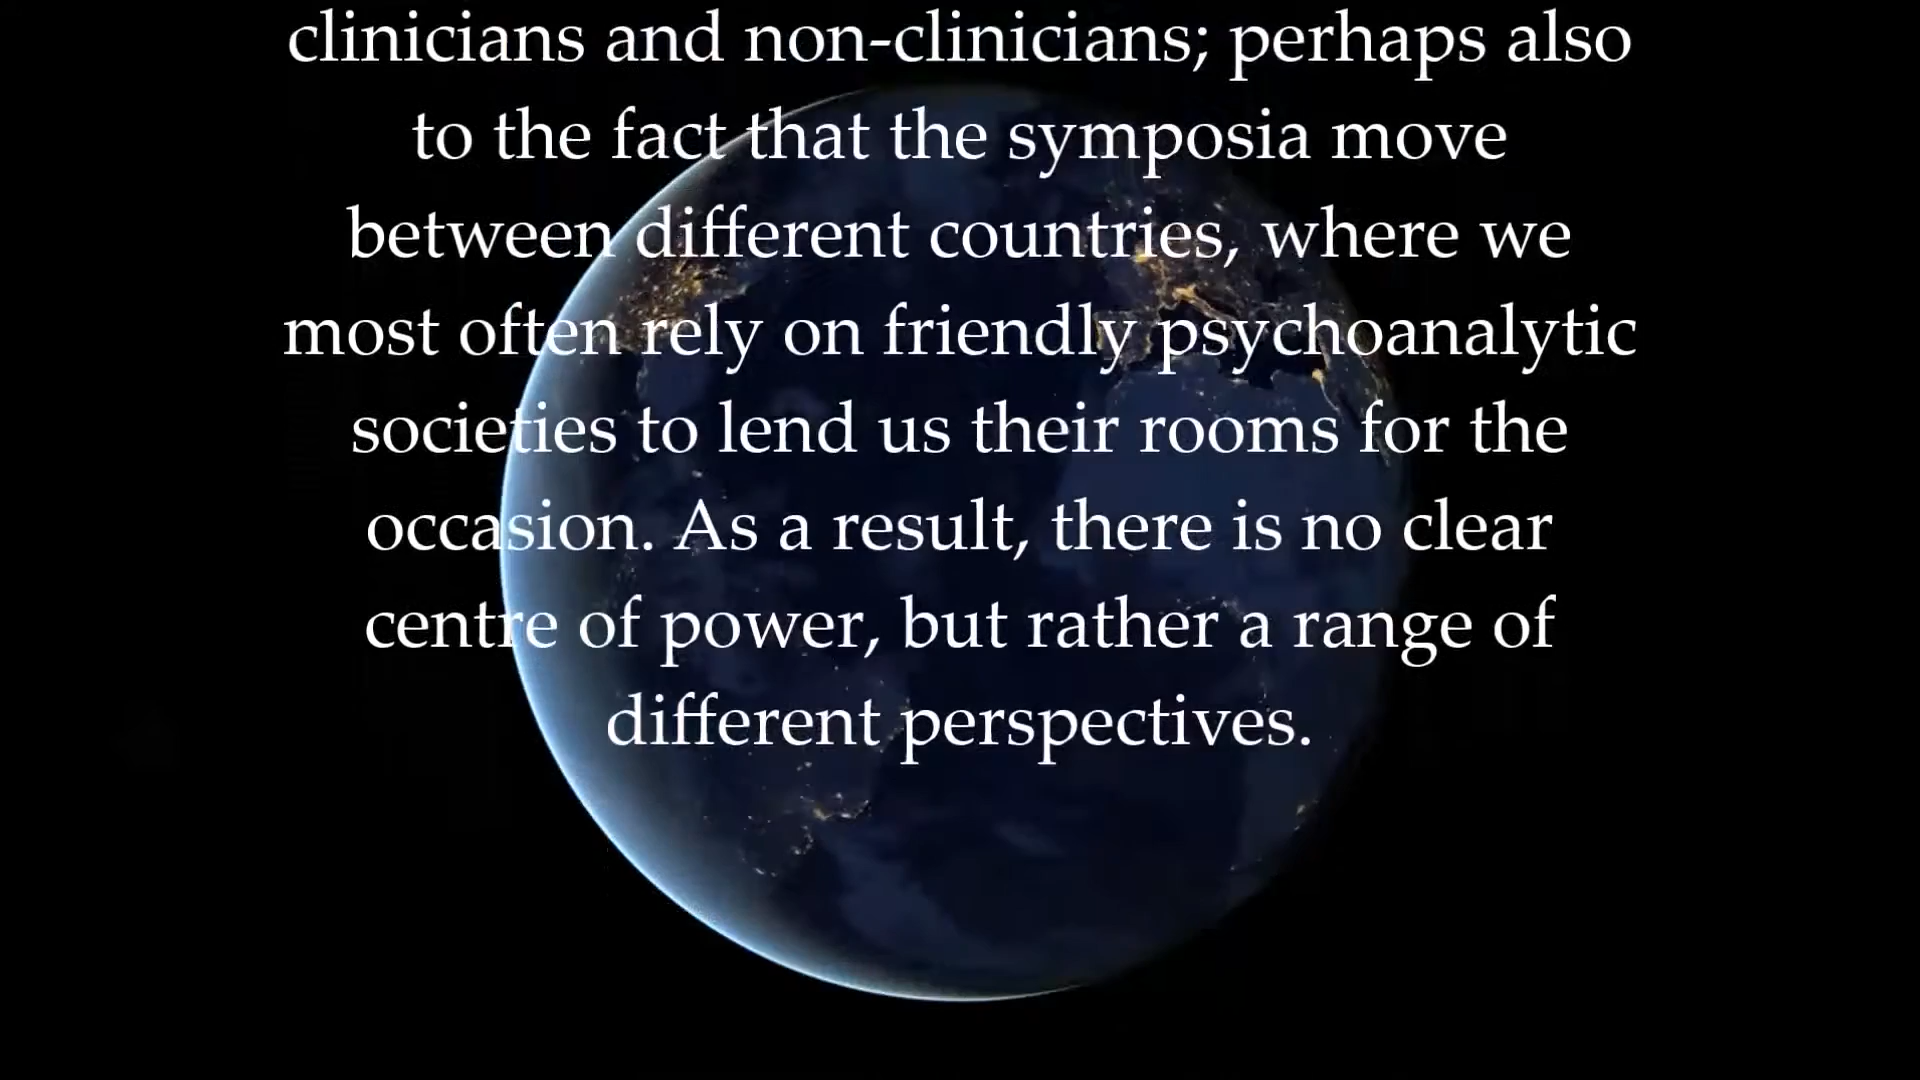 clinicians and non-clinicians; perhaps also
to the fact that the symposia move
between different countries, where we
most often rely on friendly psychoanalytic
societies to lend us their rooms for the
occasion. As a result, there is no clear
centre of power, but rather a range of
different perspectives.